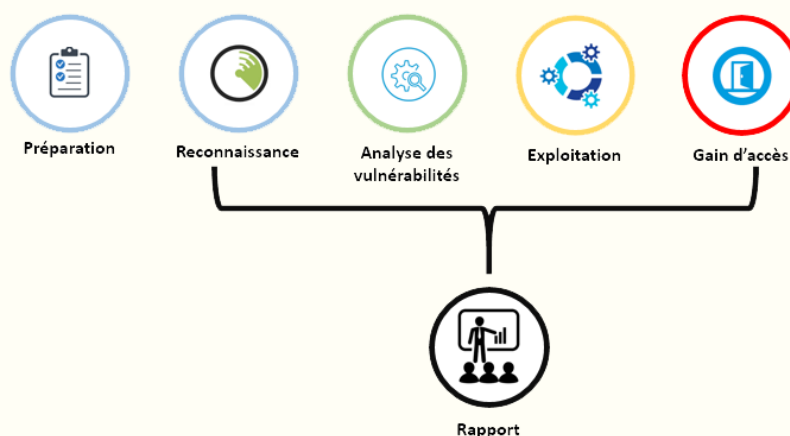 Préparation
Reconnaissance
Analyse des
vulnérabilités
Exploitation
Gain d'accès
Rapport